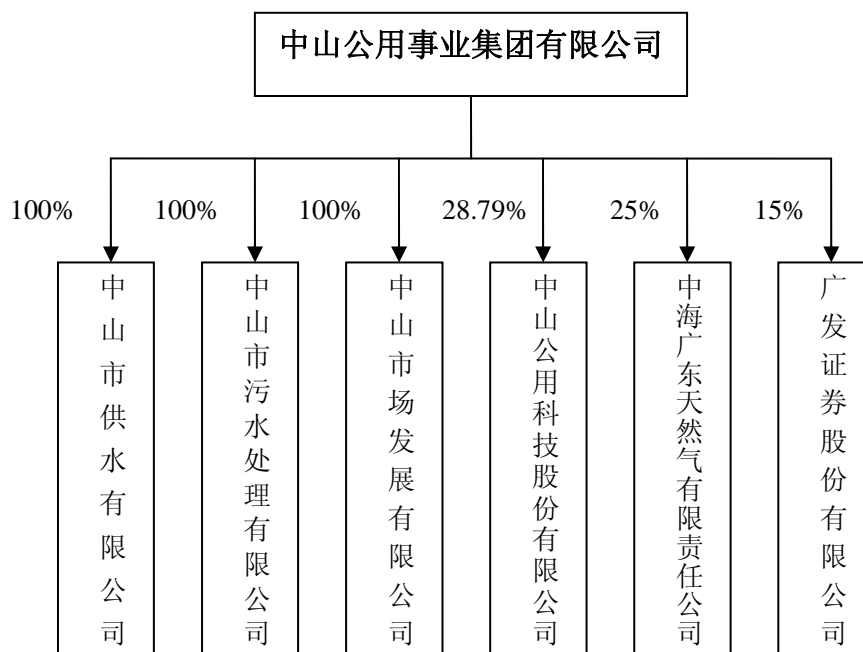 中山公用事业集团有限公司
100%
100%
100%
28.79%
25%
15%
中山市供水有限公司
中山市污水处理有限公司
中山市场发展有限公司
中山公用科技股份有限公司
中海广东天然气有限责任公司
广发证券股份有限公司